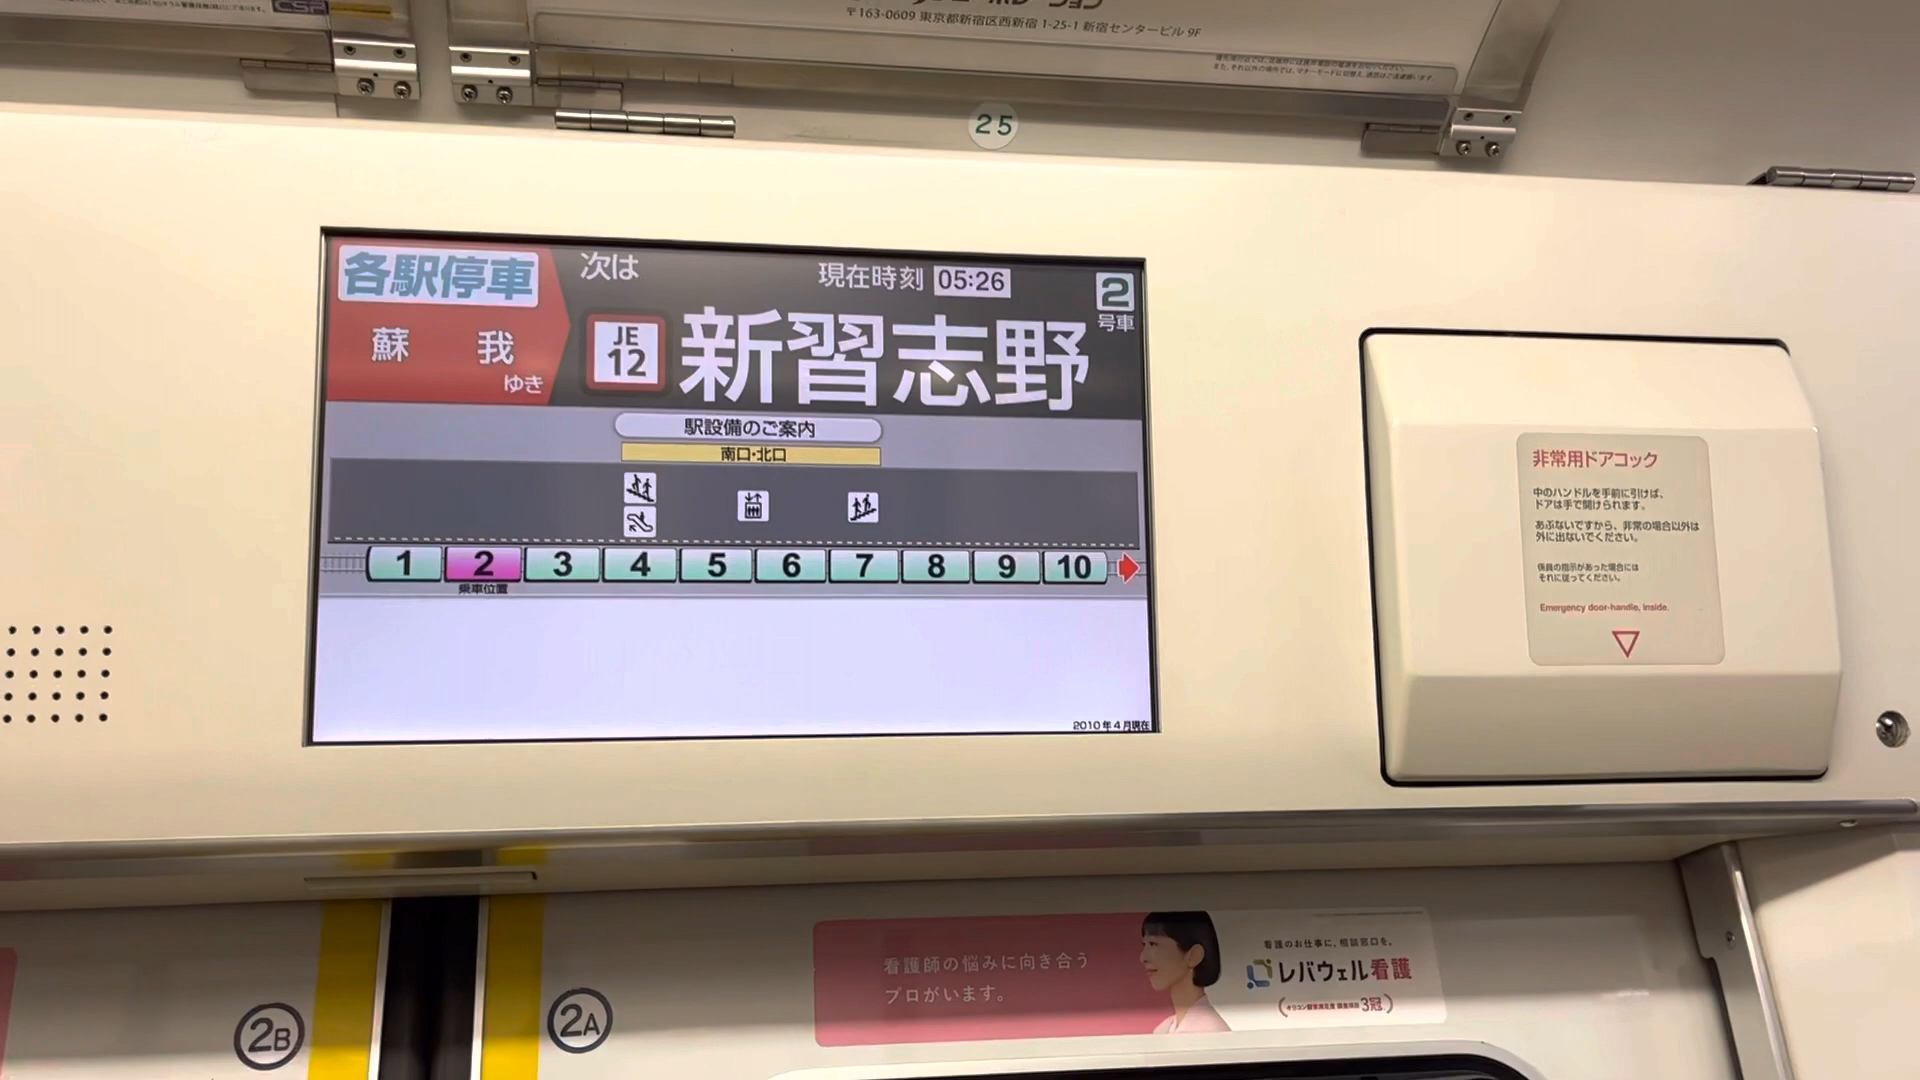 CSP
〒163-0609 東京都新宿区西新宿 1-25-1 新宿センタービル 9F
25
各駅停車
蘇我
ゆき
次は
現在時刻 05:26
2
号車
JE
12
新習志野
駅設備のご案内
南口・北口
1 2 3 4 5 6 7 8 9 10
乗車位置
2010年4月現在
非常用ドアコック
中のハンドルを手前に引けば、
ドアは手で開けられます。
あぶないですから、非常の場合以外は
外に出ないでください。
係員の指示があった場合には
それに従ってください。
Emergency door-handle, inside.
2B
2A
看護師の悩みに向き合う
プロがいます。
看護のお仕事に、相談窓口を。
レバウェル看護
3冠